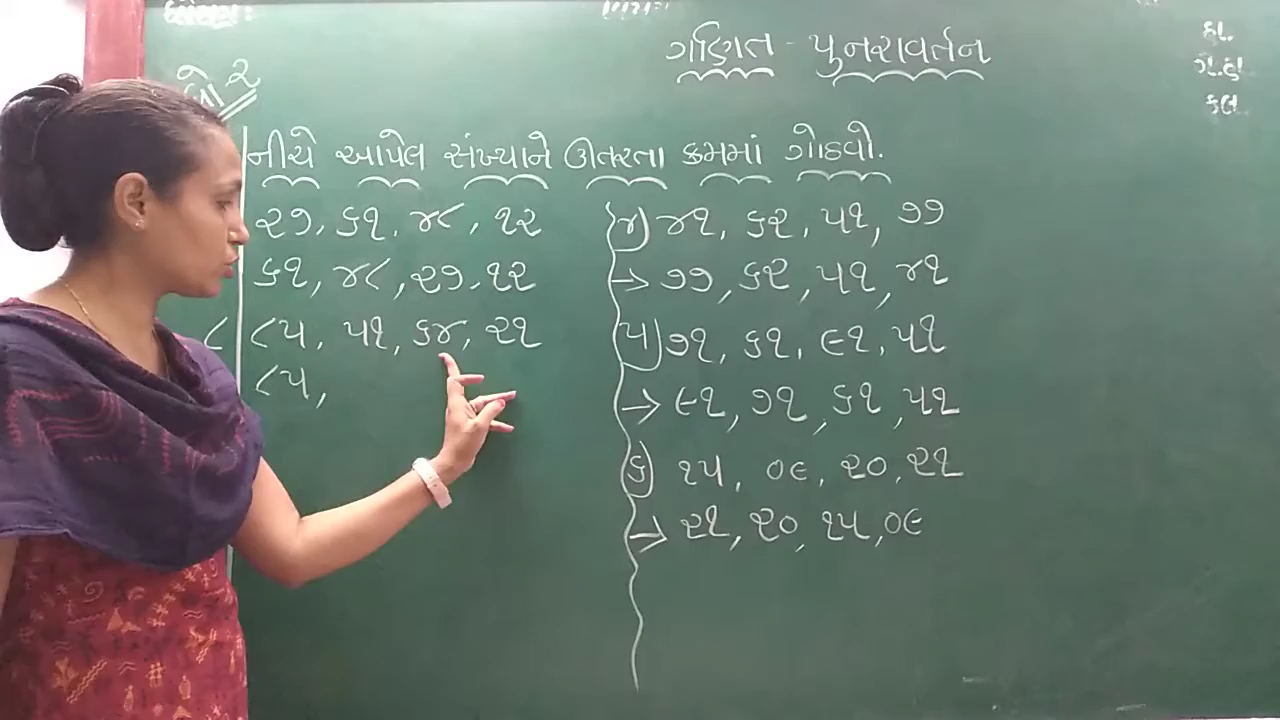 ગણિત - પુનરાવર્તન
૨
નીચે આપેલ સંખ્યાને ઊતરતા ક્રમમાં ગોઠવો.
૨૭, ૬૧, ૪૮, ૧૨
૬૧, ૪૮, ૨૭, ૧૨
૮૫, ૫૧, ૬૪, ૨૧
૮૫,
૪) ૪૧, ૬૨, ૫૧, ૭૭
→ ૭૭, ૬૨, ૫૧, ૪૧
૫) ૭૧, ૬૧, ૯૧, ૫૧
→ ૯૧, ૭૧, ૬૧, ૫૧
૬) ૧૫, ૦૯, ૨૦, ૨૧
→ ૨૧, ૨૦, ૧૫, ૦૯